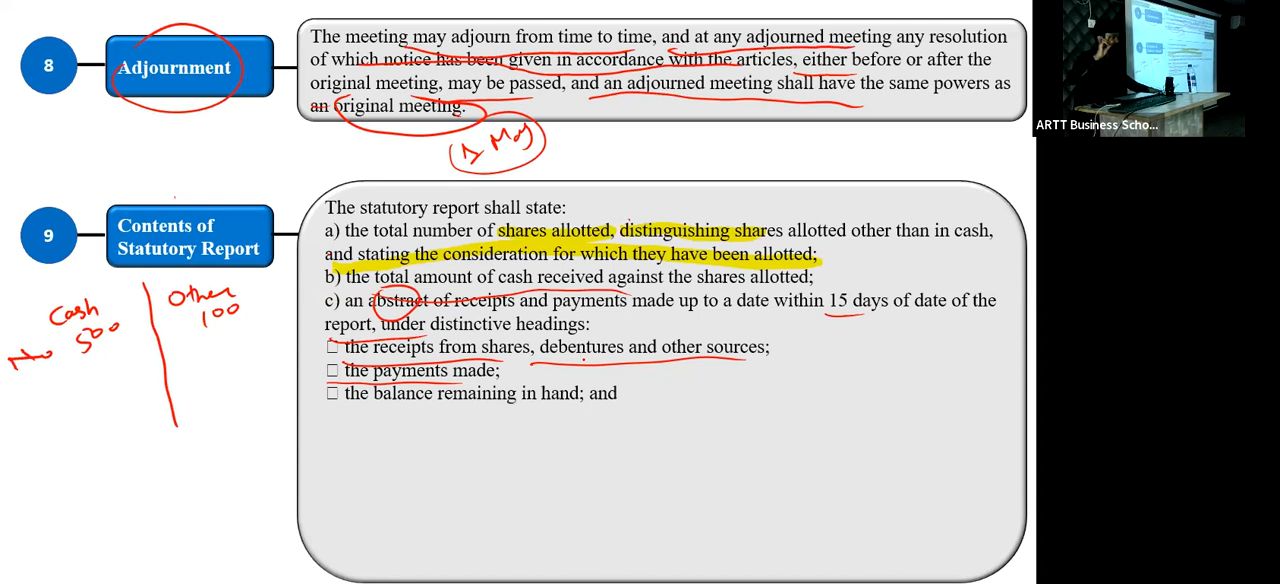 8
Adjournment
The meeting may adjourn from time to time, and at any adjourned meeting any resolution
of which notice has been given in accordance with the articles, either before or after the
original meeting, may be passed, and an adjourned meeting shall have the same powers as
an original meeting.
May
ARTT Business Scho...
9
Contents of
Statutory Report
The statutory report shall state:
a) the total number of shares allotted, distinguishing shares allotted other than in cash,
and stating the consideration for which they have been allotted;
b) the total amount of cash received against the shares allotted;
c) an abstract of receipts and payments made up to a date within 15 days of date of the
report, under distinctive headings:
□ the receipts from shares, debentures and other sources;
□ the payments made;
□ the balance remaining in hand; and
Cash
Other
No 500
100